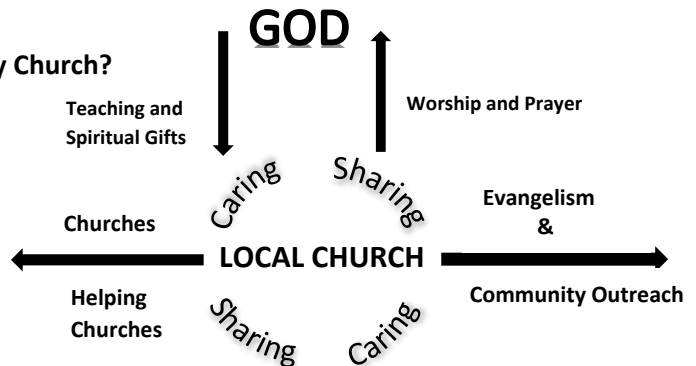 GOD
Church?
Teaching and
Spiritual Gifts
Worship and Prayer
Caring
Sharing
Churches
Evangelism
&
LOCAL CHURCH
Helping
Churches
Community Outreach
Sharing
Caring